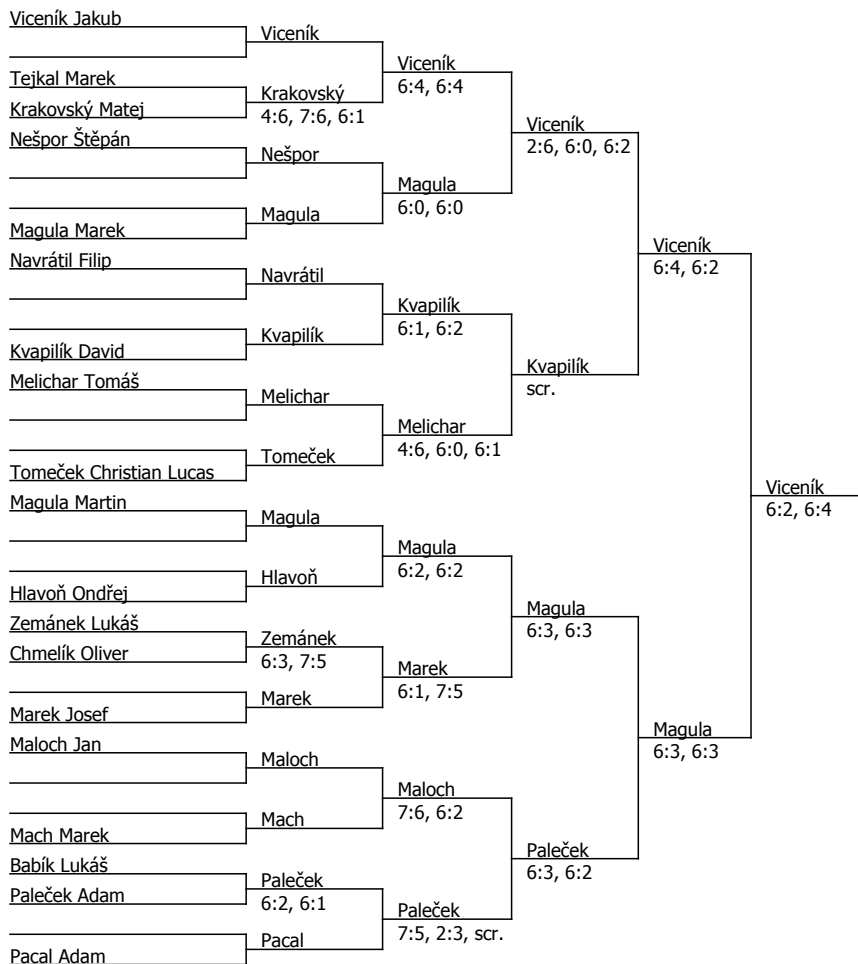 Viceník Jakub
Tejkal Marek
Krakovský Matej
Nešpor Štěpán
Magula Marek
Navrátil Filip
Kvapilík David
Melichar Tomáš
Tomeček Christian Lucas
Magula Martin
Hlavoň Ondřej
Zemánek Lukáš
Chmelík Oliver
Marek Josef
Maloch Jan
Mach Marek
Babík Lukáš
Paleček Adam
Pacal Adam
Viceník
Krakovský
4:6, 7:6, 6:1
Nešpor
Magula
Navrátil
Kvapilík
Melichar
Tomeček
Magula
Hlavoň
Zemánek
6:3, 7:5
Marek
Maloch
Mach
Paleček
6:2, 6:1
Pacal
Viceník
6:4, 6:4
Magula
6:0, 6:0
Kvapilík
6:1, 6:2
Melichar
4:6, 6:0, 6:1
Magula
6:2, 6:2
Marek
6:1, 7:5
Maloch
7:6, 6:2
Paleček
7:5, 2:3, scr.
Viceník
2:6, 6:0, 6:2
Kvapilík
scr.
Magula
6:3, 6:3
Paleček
6:3, 6:2
Viceník
6:4, 6:2
Magula
6:3, 6:3
Viceník
6:2, 6:4